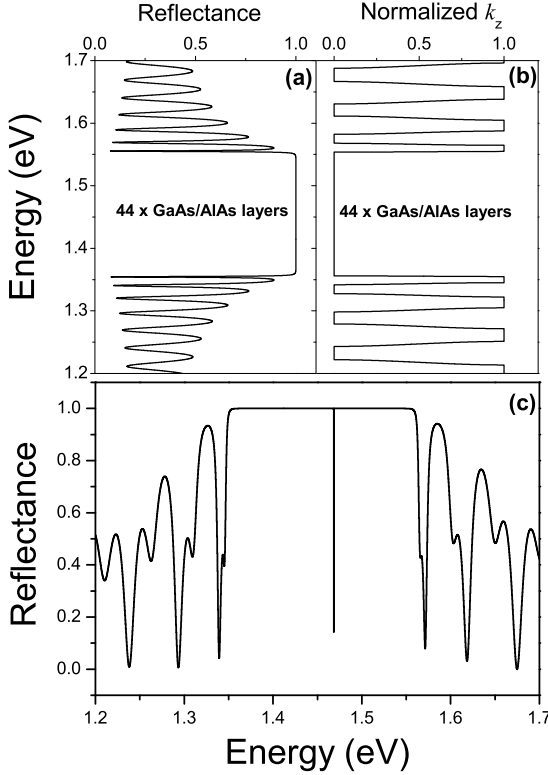 Reflectance
Normalized kz
0.0 0.5 1.0 0.0 0.5 1.0
1.7
1.6
1.5
1.4
1.3
1.2
Energy (eV)
(a)
(b)
44 x GaAs/AlAs layers
44 x GaAs/AlAs layers
(c)
1.0
0.8
0.6
0.4
0.2
0.0
Reflectance
1.2 1.3 1.4 1.5 1.6 1.7
Energy (eV)